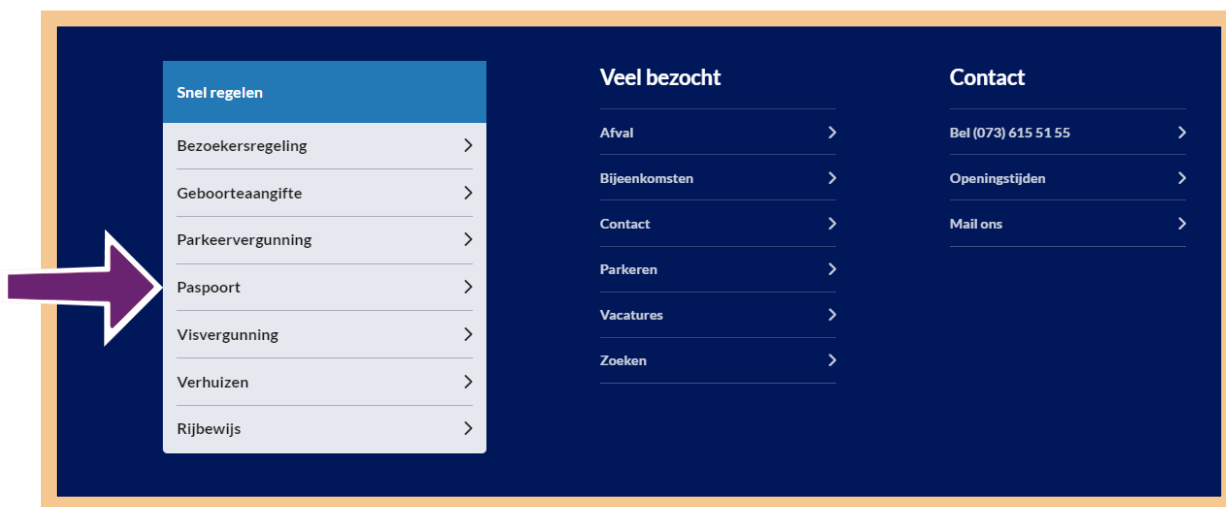 Snel regelen
Bezoekersregeling
Geboorteaangifte
Parkeervergunning
Paspoort
Visvergunning
Verhuizen
Rijbewijs
Veel bezocht
Afval
Bijeenkomsten
Contact
Parkeren
Vacatures
Zoeken
Contact
Bel (073) 615 51 55
Openingstijden
Mail ons